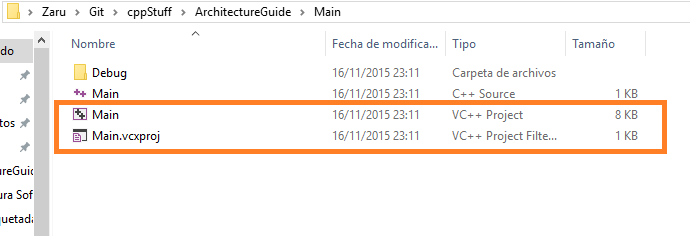 Zaru > Git > cppStuff > ArchitectureGuide > Main
Nombre Fecha de modifica... Tipo Tamaño
Debug 16/11/2015 23:11 Carpeta de archivos
Main 16/11/2015 23:11 C++ Source 1 KB
Main 16/11/2015 23:11 VC++ Project 8 KB
Main.vcxproj 16/11/2015 23:11 VC++ Project Filte... 1 KB
do
tos
ureGuid
ura Sof
quetada